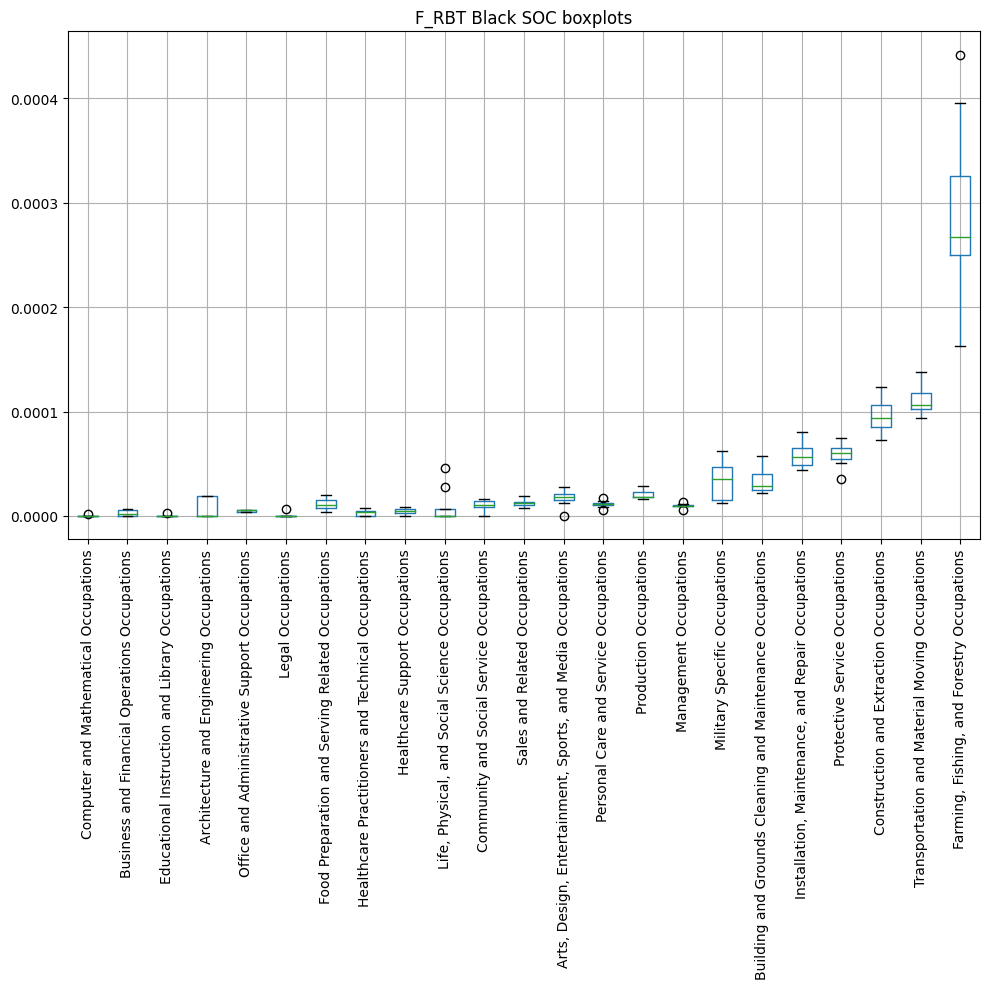 F_RBT Black SOC boxplots
0.0004
0.0003
0.0002
0.0001
0.0000
Computer and Mathematical Occupations
Business and Financial Operations Occupations
Educational Instruction and Library Occupations
Architecture and Engineering Occupations
Office and Administrative Support Occupations
Legal Occupations
Food Preparation and Serving Related Occupations
Healthcare Practitioners and Technical Occupations
Healthcare Support Occupations
Life, Physical, and Social Science Occupations
Community and Social Service Occupations
Sales and Related Occupations
Arts, Design, Entertainment, Sports, and Media Occupations
Personal Care and Service Occupations
Production Occupations
Management Occupations
Military Specific Occupations
Building and Grounds Cleaning and Maintenance Occupations
Installation, Maintenance, and Repair Occupations
Protective Service Occupations
Construction and Extraction Occupations
Transportation and Material Moving Occupations
Farming, Fishing, and Forestry Occupations